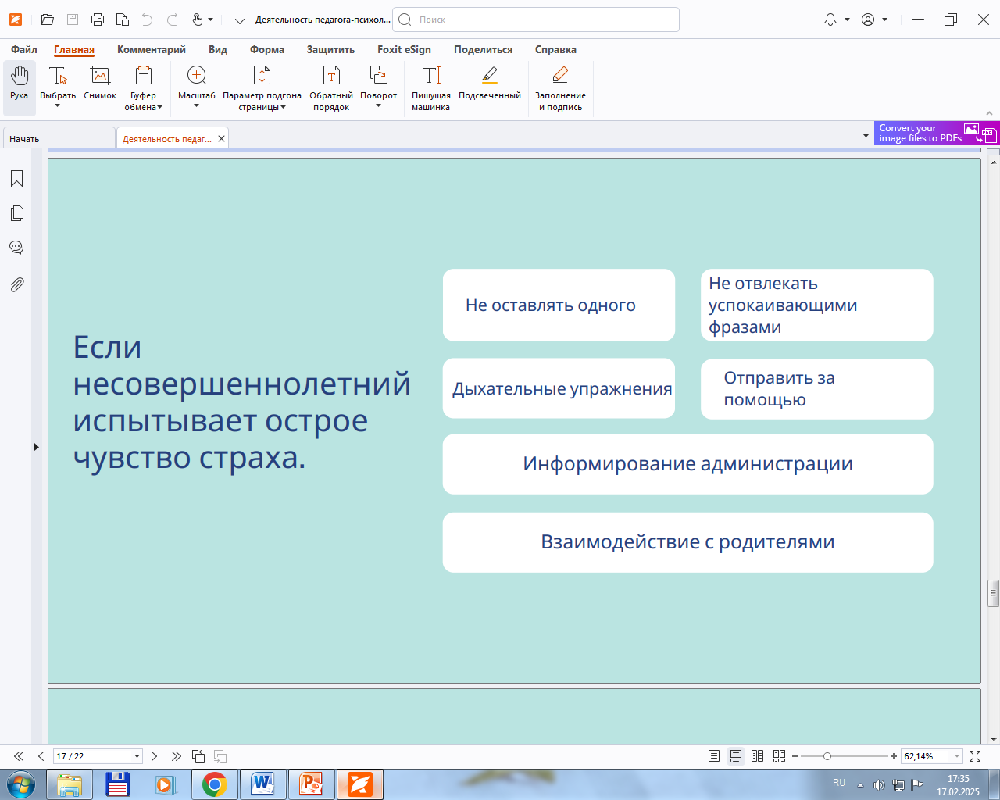 Деятельность педагога-психол...
Поиск
Файл
Главная
Комментарий
Вид
Форма
Защитить
Foxit eSign
Поделиться
Справка
Рука
Выбрать
Снимок
Буфер
обмена
Масштаб
Параметр подгона
страницы
Обратный
порядок
Поворот
Пишущая
машинка
Подсвеченный
Заполнение
и подпись
Начать
Деятельность педаг...
Convert your
image files to PDFs
Если
несовершеннолетний
испытывает острое
чувство страха.
Не оставлять одного
Не отвлекать
успокаивающими
фразами
Дыхательные упражнения
Отправить за
помощью
Информирование администрации
Взаимодействие с родителями
17 / 22
62,14%
RU
17:35
17.02.2025